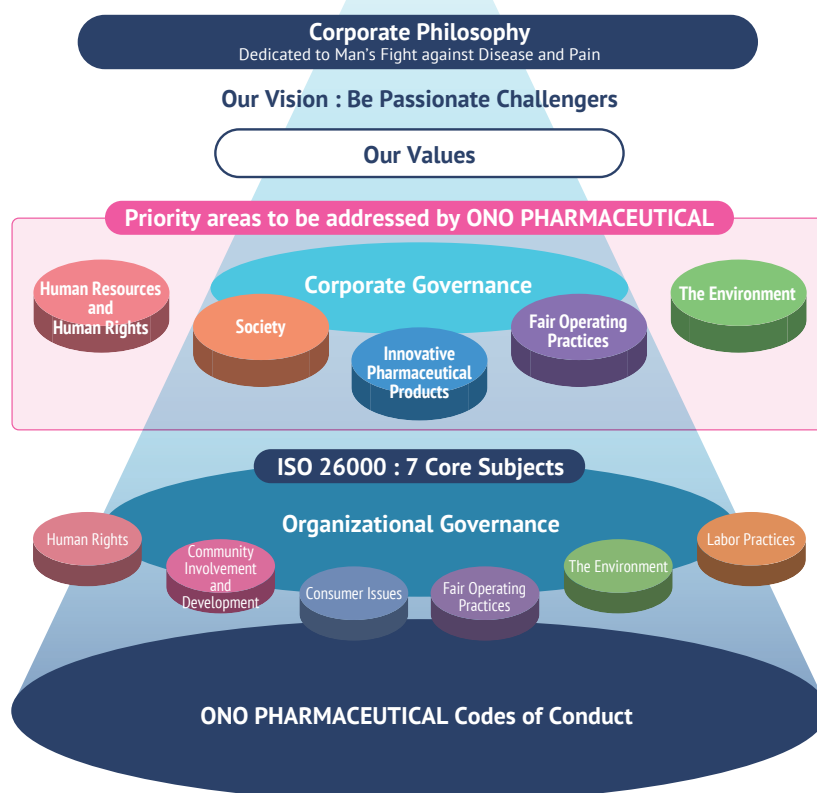 Corporate Philosophy
Dedicated to Man's Fight against Disease and Pain
Our Vision : Be Passionate Challengers
Our Values
Priority areas to be addressed by ONO PHARMACEUTICAL
Corporate Governance
Human Resources
and
Human Rights
Society
Innovative
Pharmaceutical
Products
Fair Operating
Practices
The Environment
ISO 26000 : 7 Core Subjects
Organizational Governance
Human Rights
Community
Involvement
and
Development
Consumer Issues
Fair Operating
Practices
The Environment
Labor Practices
ONO PHARMACEUTICAL Codes of Conduct